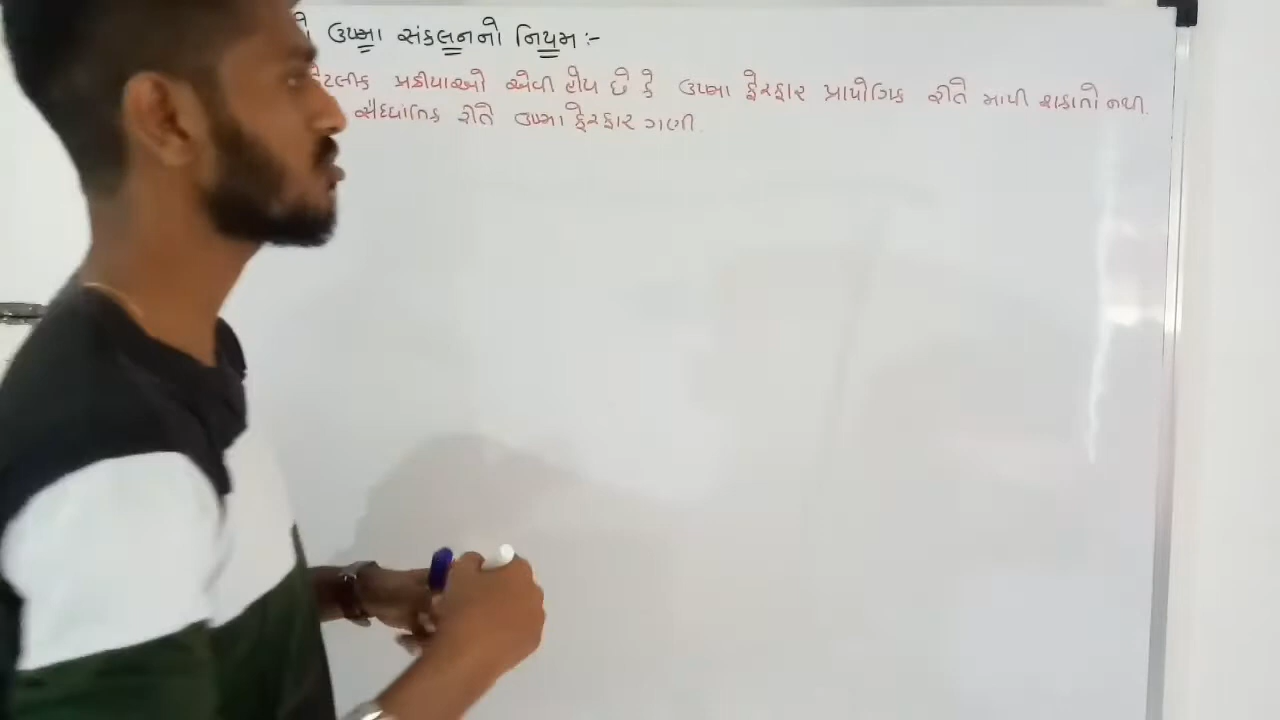 ઉષ્મા સંકલનનો નિયમ :-
કેટલીક પ્રક્રીયાઓ એવી હોય છે કે ઉષ્મા ફેરફાર પ્રાયોગિક રીતે માપી શકાતો નથી.
સૈદ્ધાંતિક રીતે ઉષ્મા ફેરફાર ગણી.